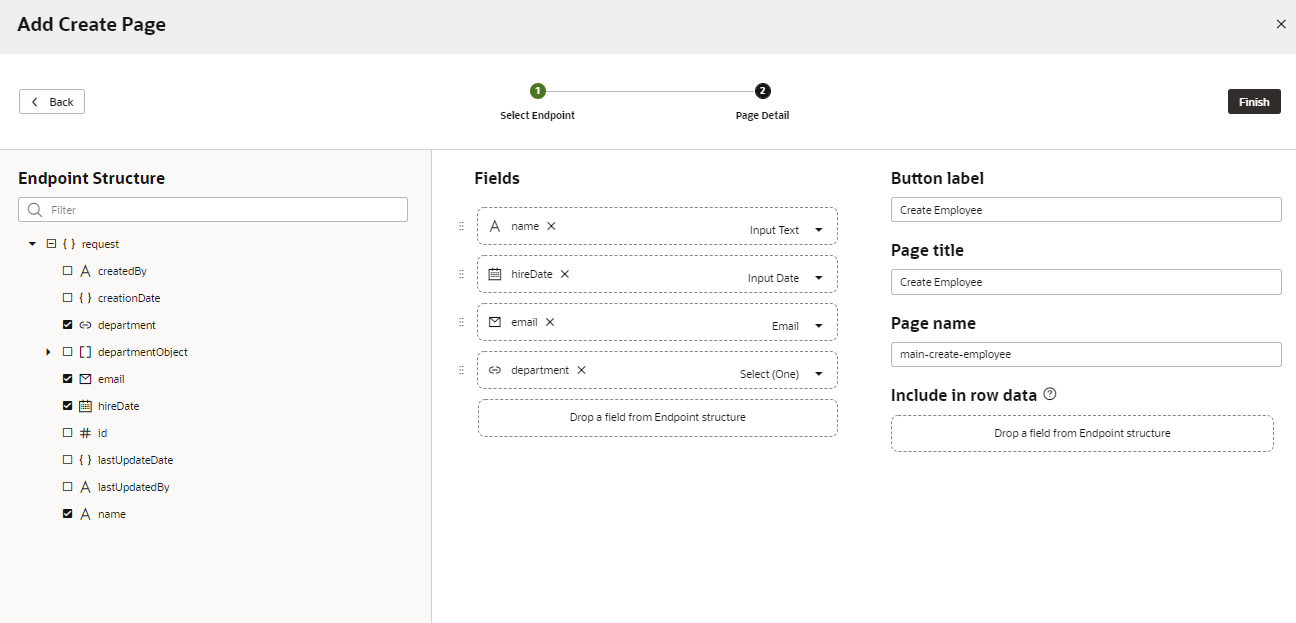 Add Create Page
Back
1
2
Select Endpoint
Page Detail
Finish
Endpoint Structure
Filter
{ } request
A createdBy
{ } creationDate
department
[ ] departmentObject
email
hireDate
# id
{ } lastUpdateDate
A lastUpdatedBy
A name
Fields
A name Input Text
hireDate Input Date
email Email
department Select (One)
Drop a field from Endpoint structure
Button label
Create Employee
Page title
Create Employee
Page name
main-create-employee
Include in row data ?
Drop a field from Endpoint structure